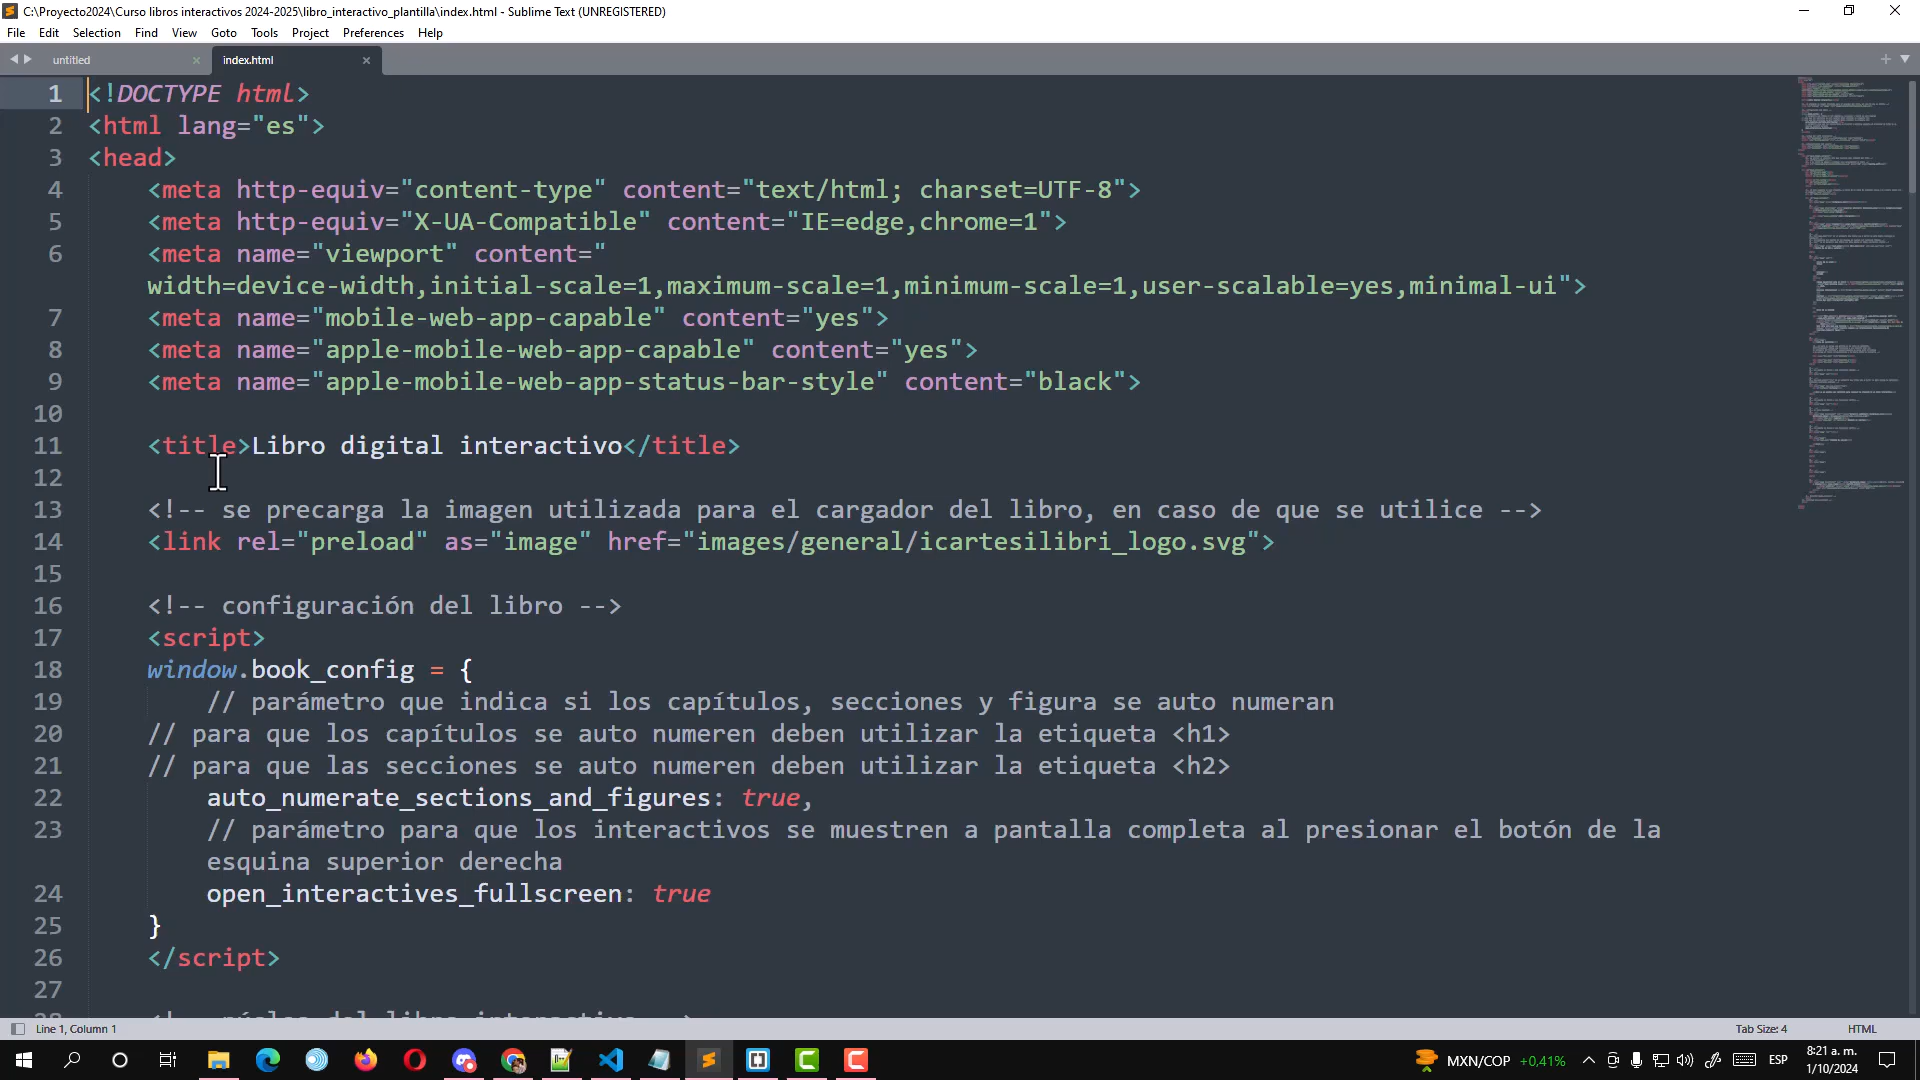 C:\Proyecto2024\Curso libros interactivos 2024-2025\libro_interactivo_plantilla\index.html - Sublime Text (UNREGISTERED)
File Edit Selection Find View Goto Tools Project Preferences Help
untitled index.html
1 <!DOCTYPE html>
2 <html lang="es">
3 <head>
4 <meta http-equiv="content-type" content="text/html; charset=UTF-8">
5 <meta http-equiv="X-UA-Compatible" content="IE=edge,chrome=1">
6 <meta name="viewport" content="
width=device-width,initial-scale=1,maximum-scale=1,minimum-scale=1,user-scalable=yes,minimal-ui">
7 <meta name="mobile-web-app-capable" content="yes">
8 <meta name="apple-mobile-web-app-capable" content="yes">
9 <meta name="apple-mobile-web-app-status-bar-style" content="black">
10
11 <title>Libro digital interactivo</title>
12
13 <!-- se precarga la imagen utilizada para el cargador del libro, en caso de que se utilice -->
14 <link rel="preload" as="image" href="images/general/icartesilibri_logo.svg">
15
16 <!-- configuración del libro -->
17 <script>
18 window.book_config = {
19 // parámetro que indica si los capítulos, secciones y figura se auto numeran
20 // para que los capítulos se auto numeren deben utilizar la etiqueta <h1>
21 // para que las secciones se auto numeren deben utilizar la etiqueta <h2>
22 auto_numerate_sections_and_figures: true,
23 // parámetro para que los interactivos se muestren a pantalla completa al presionar el botón de la
esquina superior derecha
24 open_interactives_fullscreen: true
25 }
26 </script>
27
Line 1, Column 1 Tab Size: 4 HTML
MXN/COP +0,41% ESP 8:21 a. m.
1/10/2024